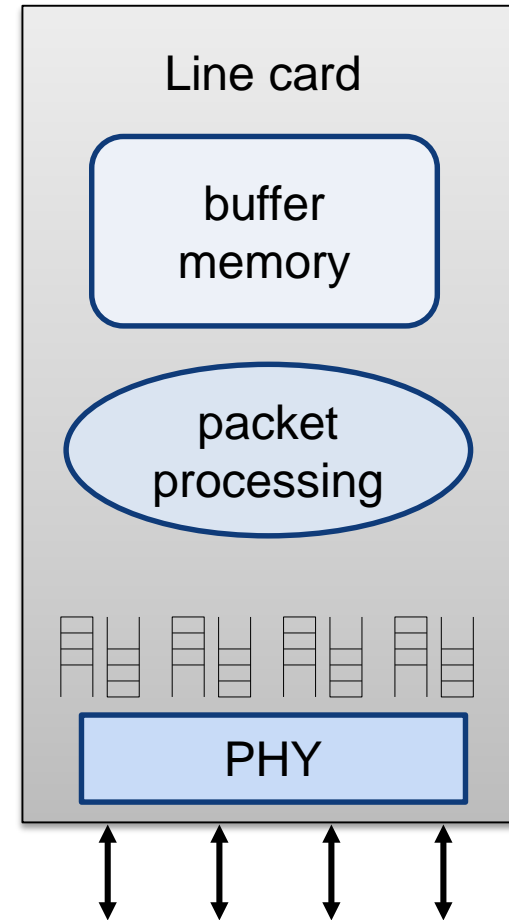 Line card
buffer
memory
packet
processing
PHY